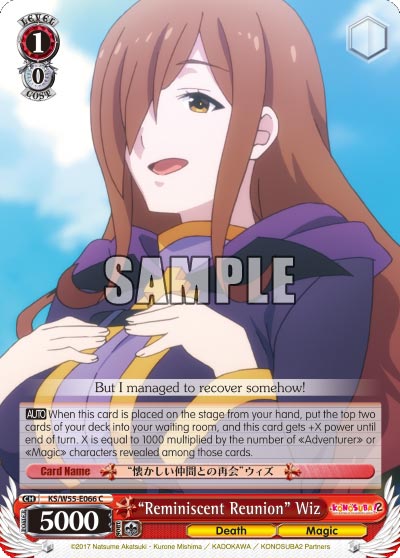 LEVEL
1
0
COST
SAMPLE
But I managed to recover somehow!
AUTO When this card is placed on the stage from your hand, put the top two
cards of your deck into your waiting room, and this card gets +X power until
end of turn. X is equal to 1000 multiplied by the number of «Adventurer» or
«Magic» characters revealed among those cards.
Card Name “懐かしい仲間との再会”ウィズ
CH KS/W55-E066 C
5000
“Reminiscent Reunion” Wiz
KONOSUBA 2
Death Magic
©2017 Natsume Akatsuki・Kurone Mishima / KADOKAWA / KONOSUBA2 Partners